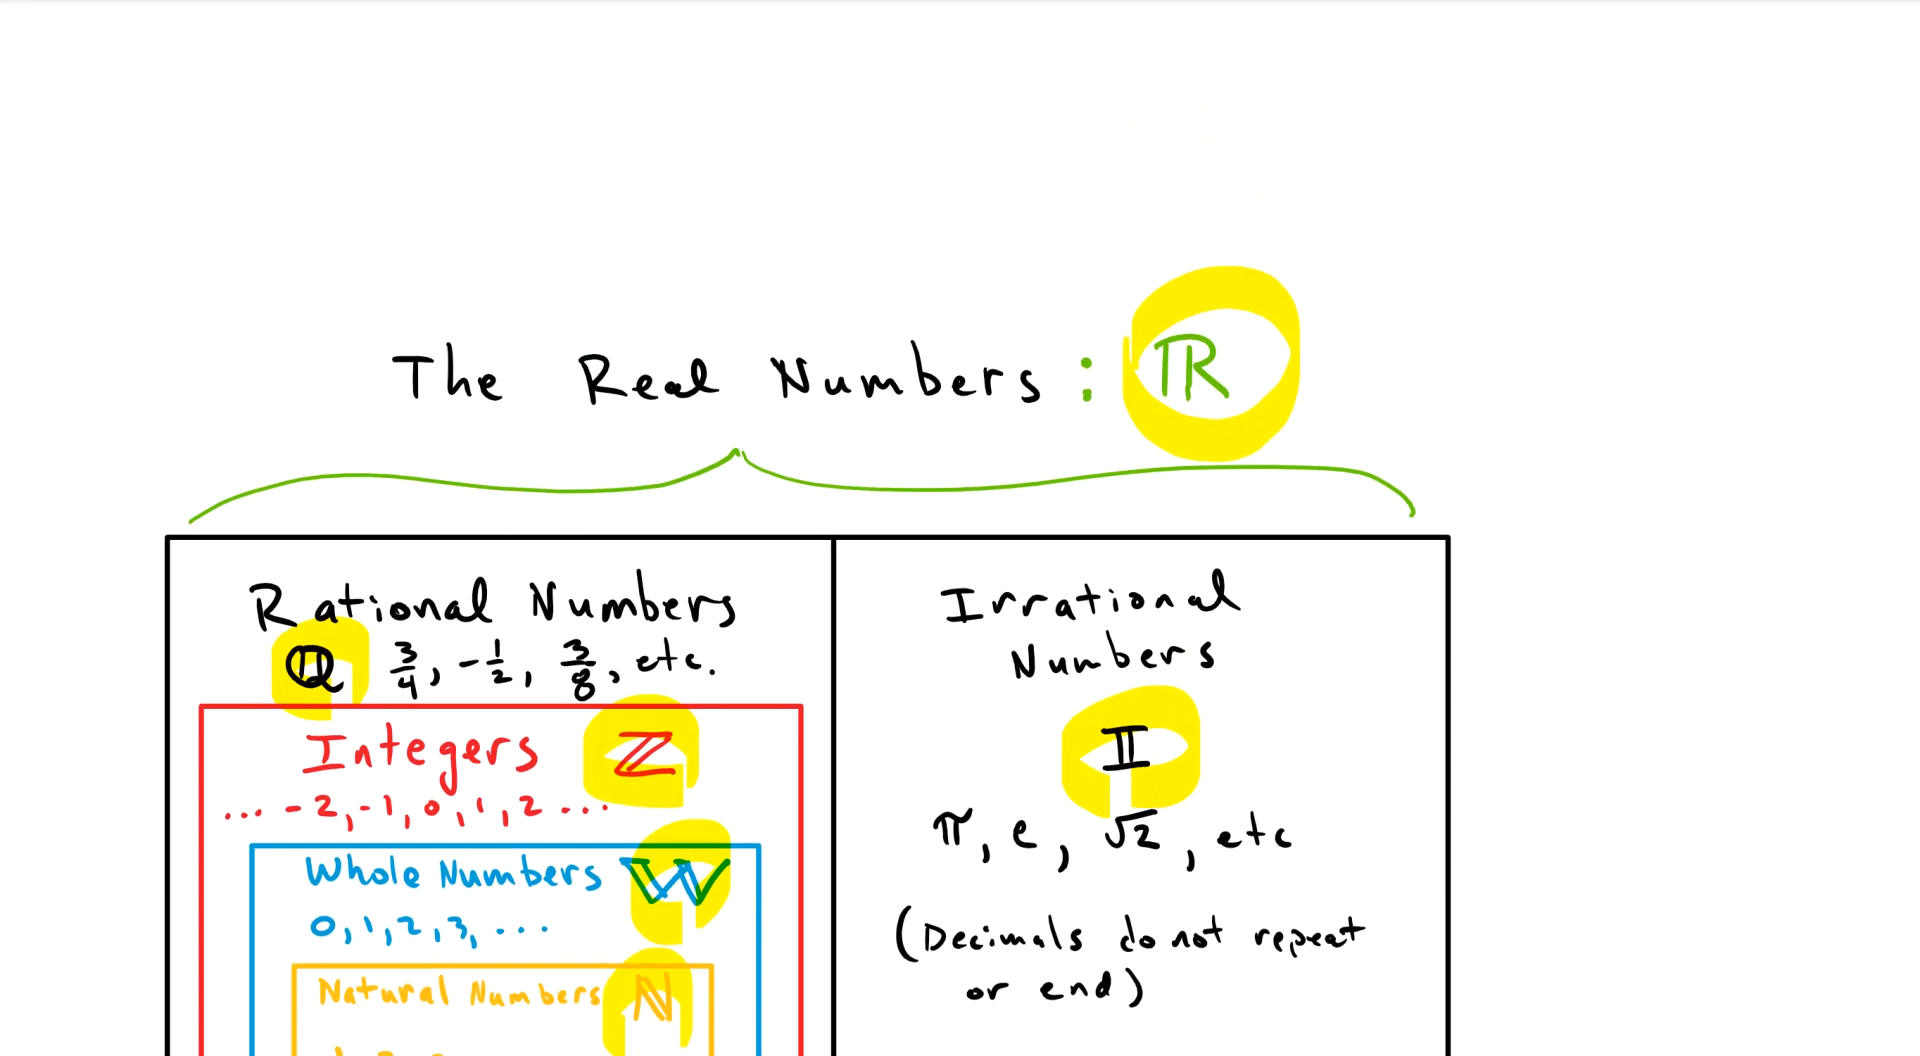 The Real Numbers : ℝ
Rational Numbers
ℚ 3/4, -1/2, 3/8, etc.
Integers ℤ
... -2, -1, 0, 1, 2 ...
Whole Numbers 𝕎
0, 1, 2, 3, ...
Natural Numbers ℕ
Irrational
Numbers
𝕀
π, e, √2, etc
(Decimals do not repeat
or end)